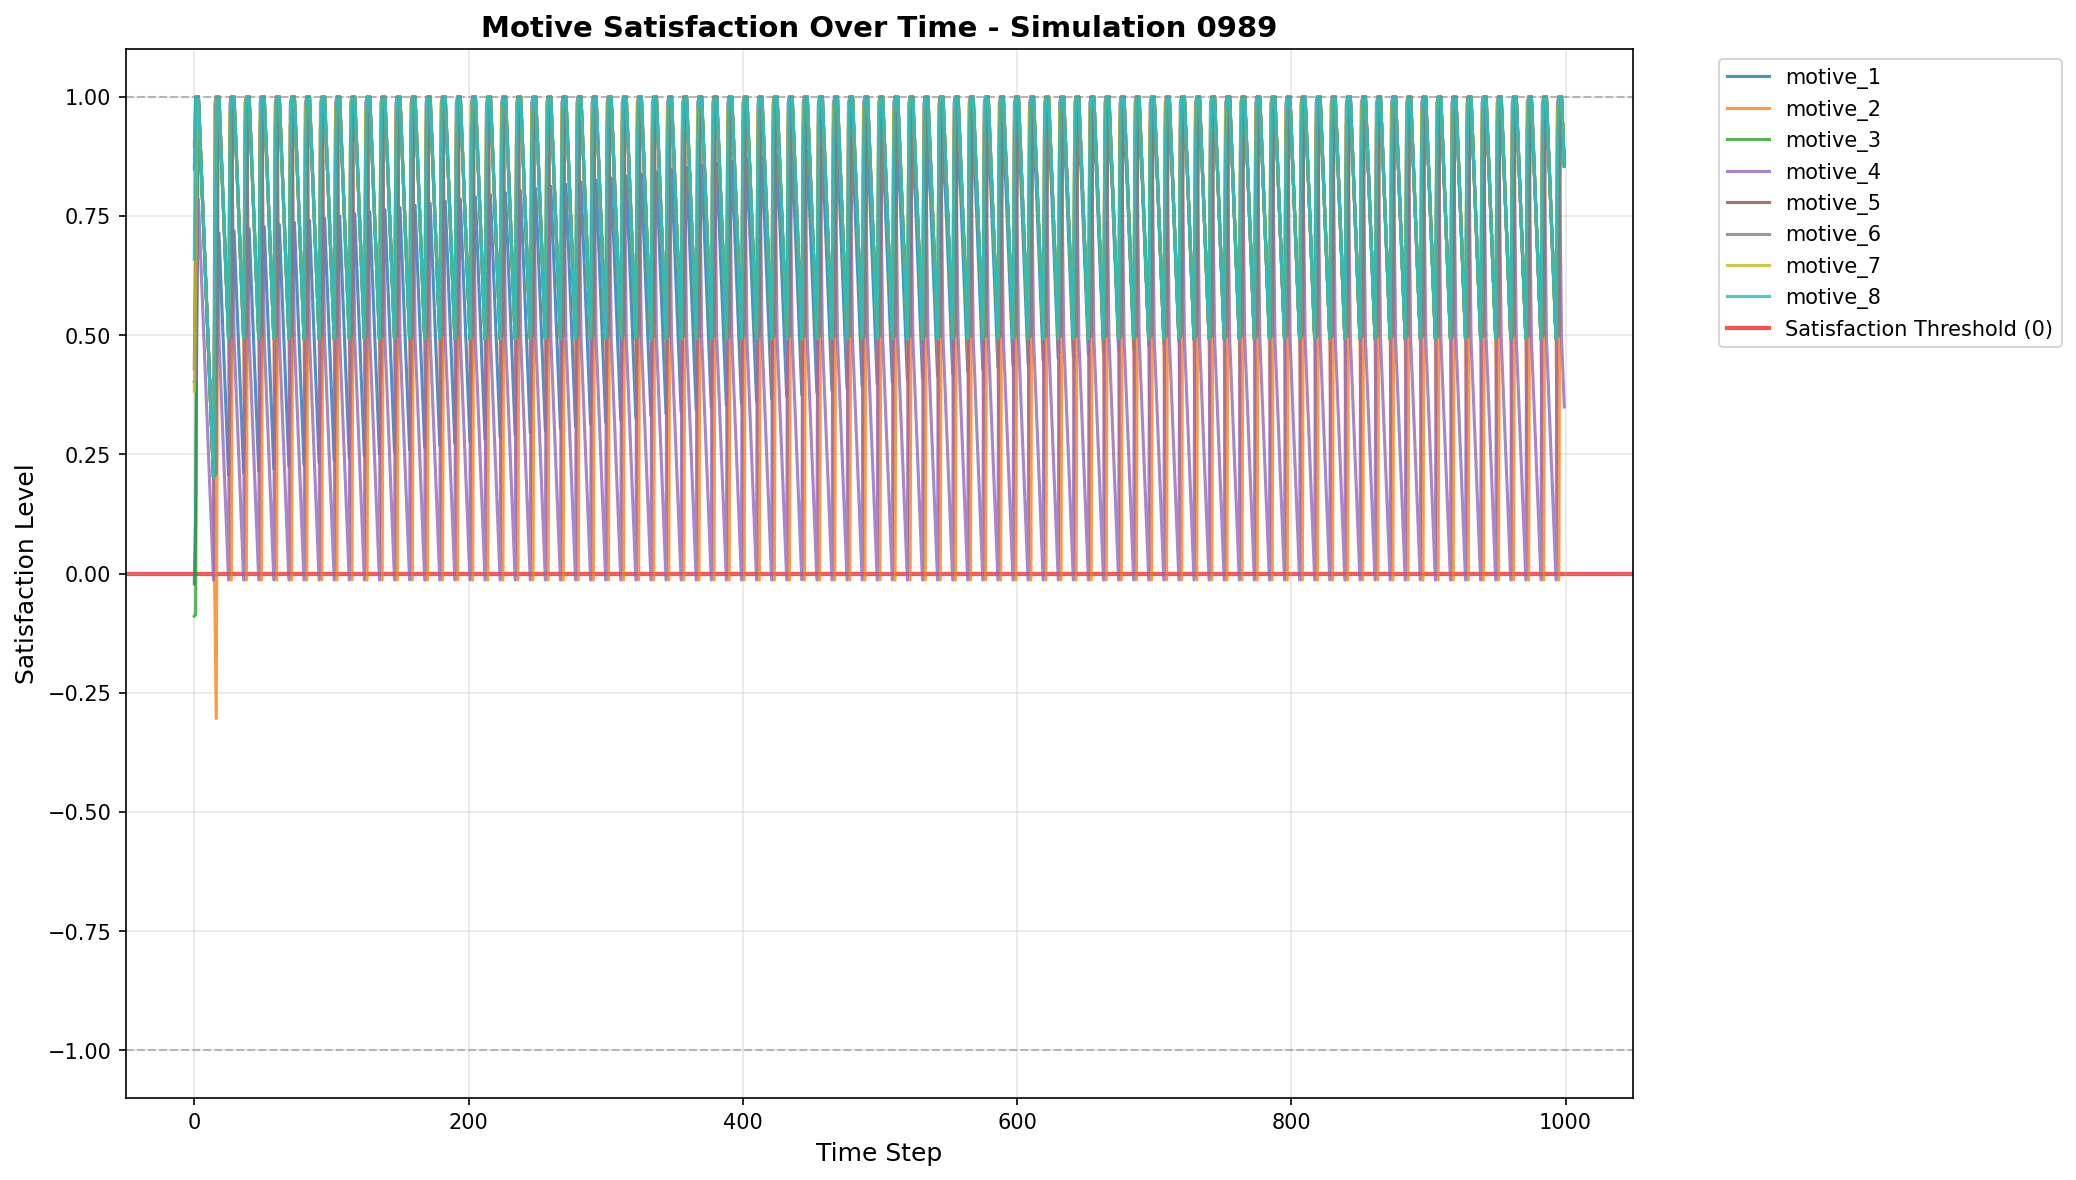 Motive Satisfaction Over Time - Simulation 0989
Satisfaction Level
1.00
0.75
0.50
0.25
0.00
−0.25
−0.50
−0.75
−1.00
0
200
400
600
800
1000
Time Step
motive_1
motive_2
motive_3
motive_4
motive_5
motive_6
motive_7
motive_8
Satisfaction Threshold (0)